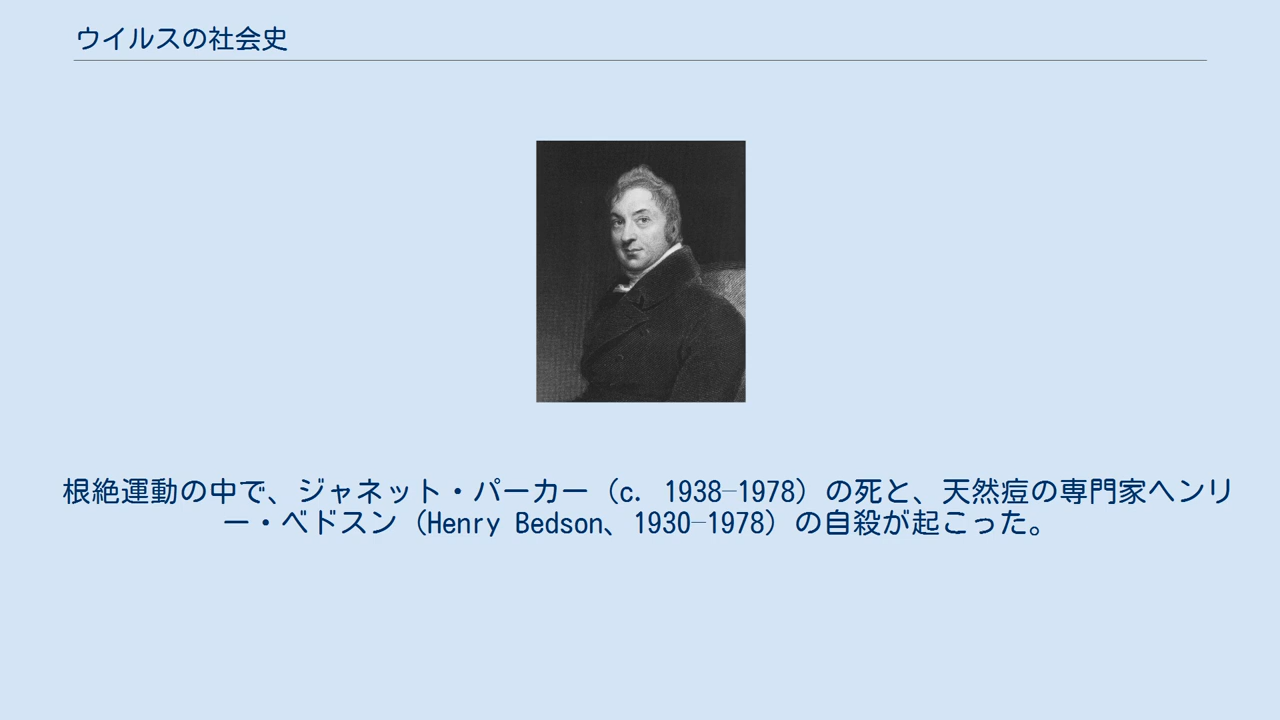 ウイルスの社会史
根絶運動の中で、ジャネット・パーカー（c. 1938–1978）の死と、天然痘の専門家ヘンリ
ー・ベドスン（Henry Bedson、1930–1978）の自殺が起こった。